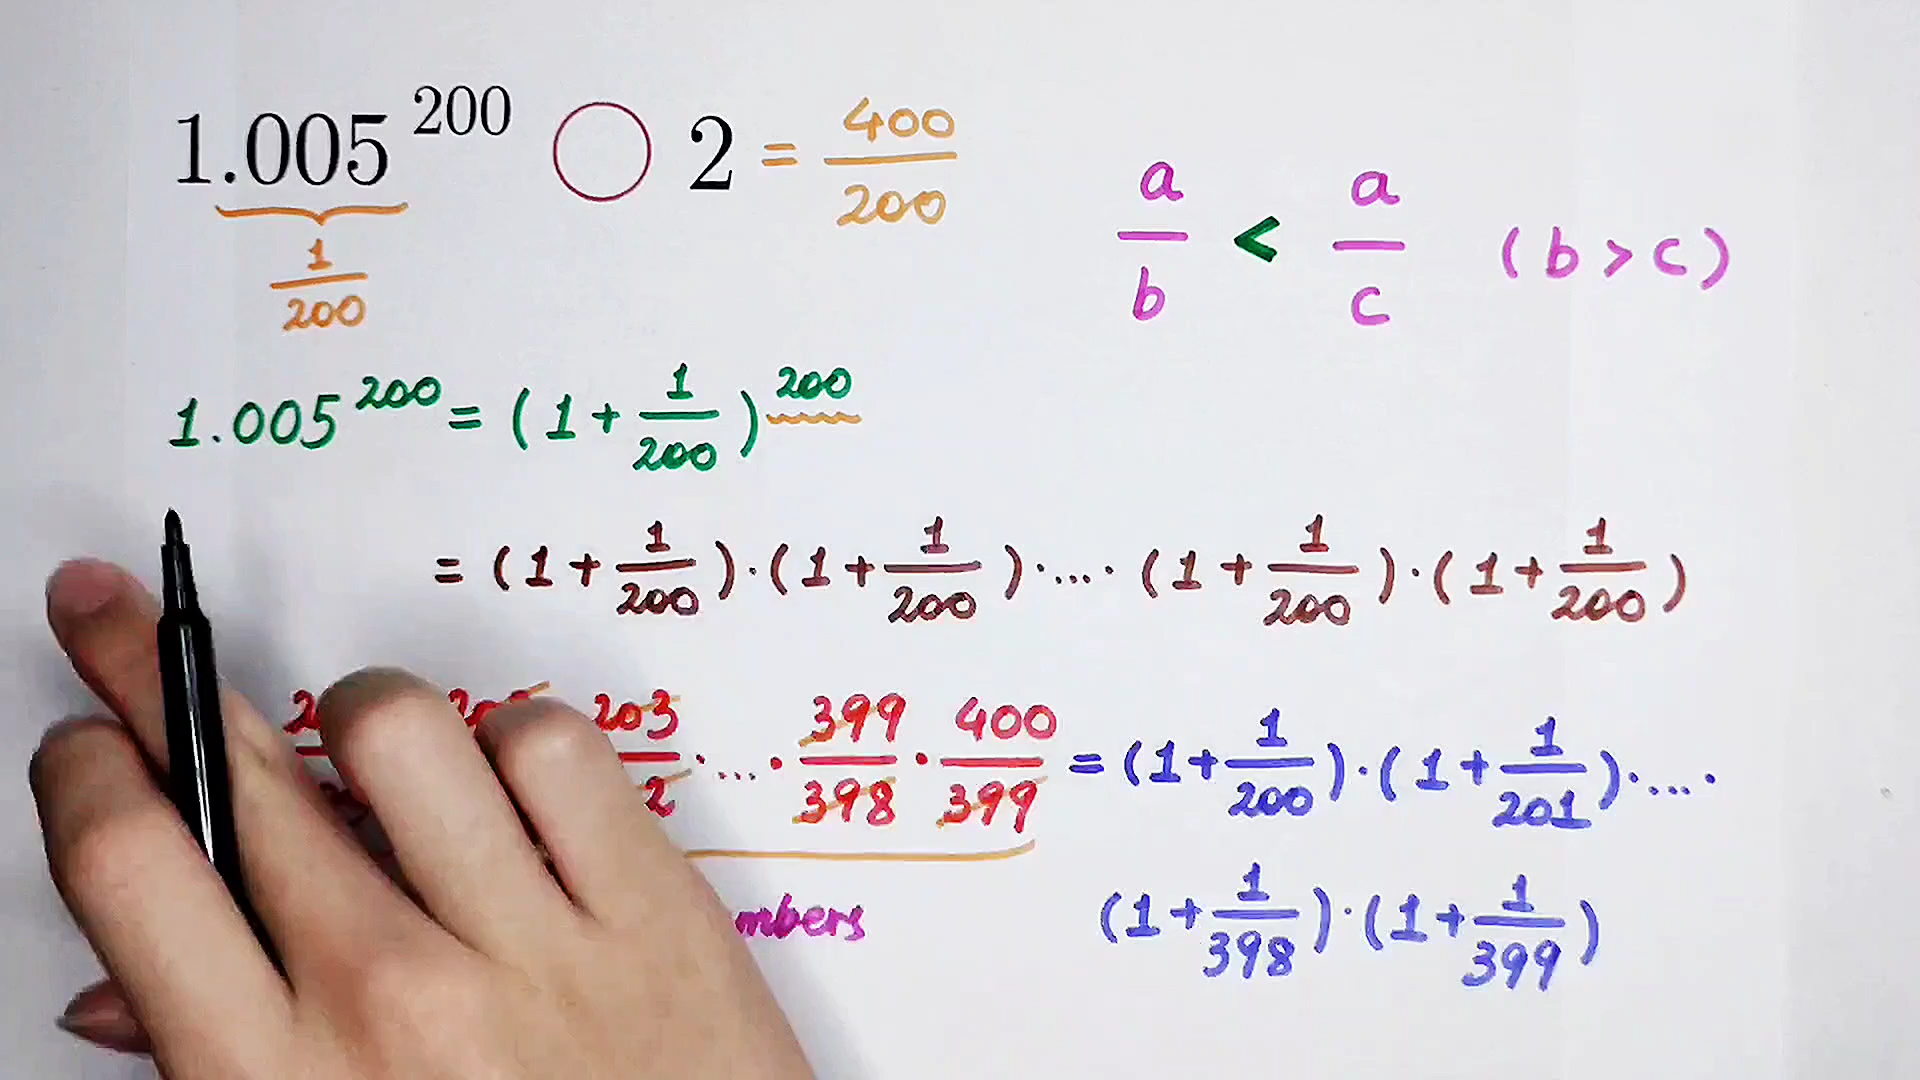 1.005^200 ○ 2 = 400/200
1/200
a/b < a/c (b > c)
1.005^200 = (1 + 1/200)^200
= (1 + 1/200) · (1 + 1/200) · .... · (1 + 1/200) · (1 + 1/200)
203 · .... · 399/398 · 400/399 = (1 + 1/200) · (1 + 1/201) · .... ·
(1 + 1/398) · (1 + 1/399)